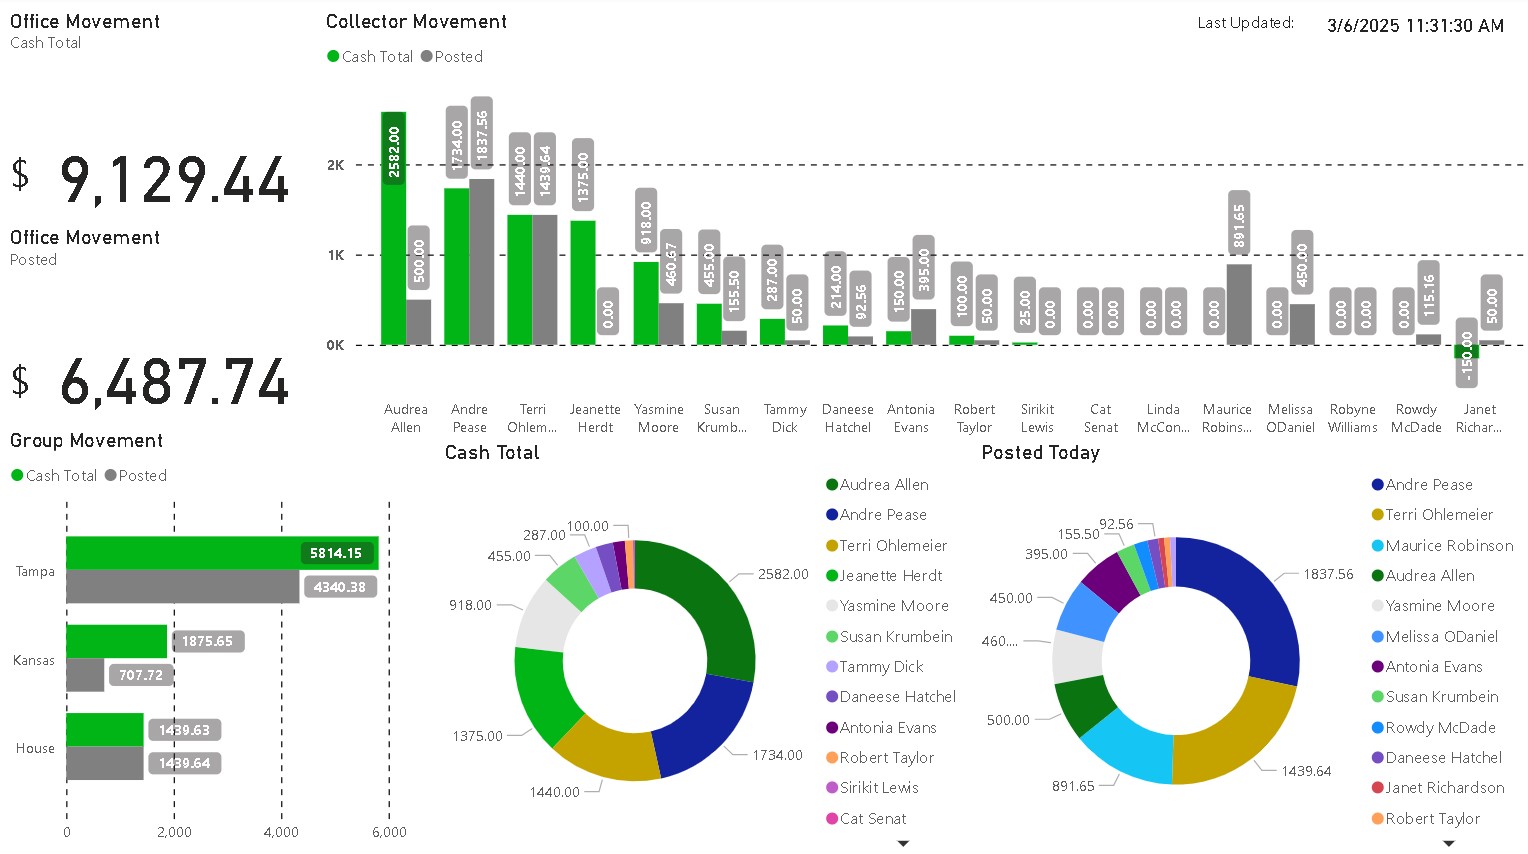 Office Movement
Cash Total
$ 9,129.44
Office Movement
Posted
$ 6,487.74
Collector Movement
Cash Total Posted
Last Updated: 3/6/2025 11:31:30 AM
2K
1K
0K
2582.00
500.00
1734.00
1837.56
1440.00
1439.64
1375.00
0.00
918.00
460.67
455.00
155.50
287.00
50.00
214.00
92.56
150.00
395.00
100.00
50.00
25.00
0.00
0.00
0.00
0.00
0.00
0.00
891.65
0.00
450.00
0.00
0.00
0.00
115.16
-150.00
50.00
Audrea
Allen
Andre
Pease
Terri
Ohlem...
Jeanette
Herdt
Yasmine
Moore
Susan
Krumb...
Tammy
Dick
Daneese
Hatchel
Antonia
Evans
Robert
Taylor
Sirikit
Lewis
Cat
Senat
Linda
McCon...
Maurice
Robins...
Melissa
ODaniel
Robyne
Williams
Rowdy
McDade
Janet
Richar...
Group Movement
Cash Total Posted
Tampa
5814.15
4340.38
Kansas
1875.65
707.72
House
1439.63
1439.64
0 2,000 4,000 6,000
Cash Total
100.00
287.00
455.00
918.00
1375.00
1440.00
1734.00
2582.00
Audrea Allen
Andre Pease
Terri Ohlemeier
Jeanette Herdt
Yasmine Moore
Susan Krumbein
Tammy Dick
Daneese Hatchel
Antonia Evans
Robert Taylor
Sirikit Lewis
Cat Senat
Posted Today
92.56
155.50
395.00
450.00
460....
500.00
891.65
1439.64
1837.56
Andre Pease
Terri Ohlemeier
Maurice Robinson
Audrea Allen
Yasmine Moore
Melissa ODaniel
Antonia Evans
Susan Krumbein
Rowdy McDade
Daneese Hatchel
Janet Richardson
Robert Taylor